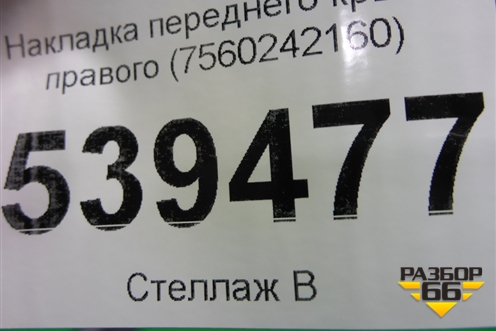 Накладка переднего
правого (7560242160)
539477
Стеллаж В
РАЗБОР
66